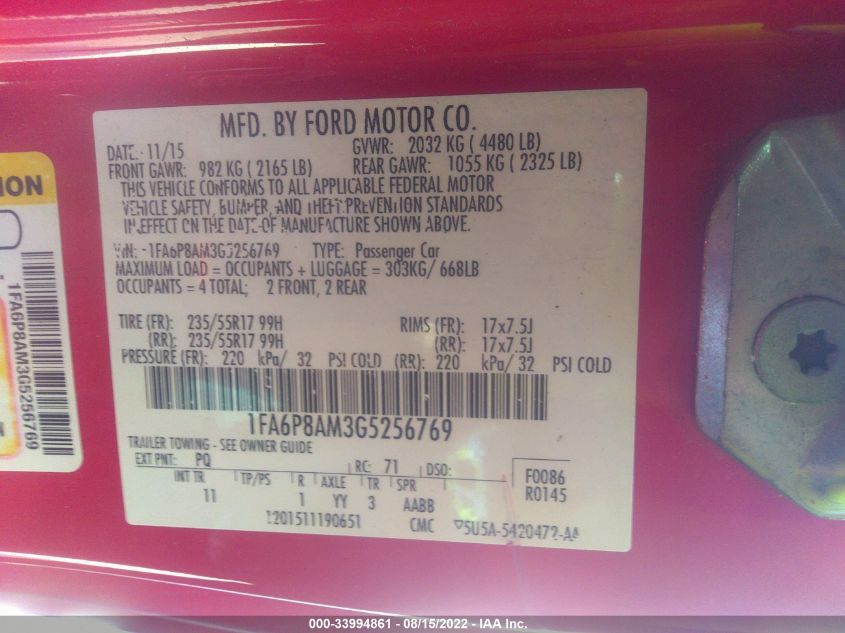 MFD. BY FORD MOTOR CO.
DATE: 11/15 GVWR: 2032 KG ( 4480 LB)
FRONT GAWR: 982 KG ( 2165 LB) REAR GAWR: 1055 KG ( 2325 LB)
THIS VEHICLE CONFORMS TO ALL APPLICABLE FEDERAL MOTOR
VEHICLE SAFETY, BUMPER, AND THEFT PREVENTION STANDARDS
IN EFFECT ON THE DATE OF MANUFACTURE SHOWN ABOVE.
VIN: 1FA6P8AM3G5256769 TYPE: Passenger Car
MAXIMUM LOAD = OCCUPANTS + LUGGAGE = 303KG/ 668LB
OCCUPANTS = 4 TOTAL; 2 FRONT, 2 REAR
TIRE (FR): 235/55R17 99H RIMS (FR): 17x7.5J
(RR): 235/55R17 99H (RR): 17x7.5J
PRESSURE (FR): 220 kPa/ 32 PSI COLD (RR): 220 kPa/ 32 PSI COLD
1FA6P8AM3G5256769
TRAILER TOWING - SEE OWNER GUIDE
EXT PNT: PQ RC: 71 DSO: F0086
INT TR TP/PS R AXLE TR SPR R0145
11 1 YY 3 AABB
1201511190651 CMC 5U5A-5420472-AA
ION
1FA6P8AM3G5256769
N
000-33994861 - 08/15/2022 - IAA Inc.